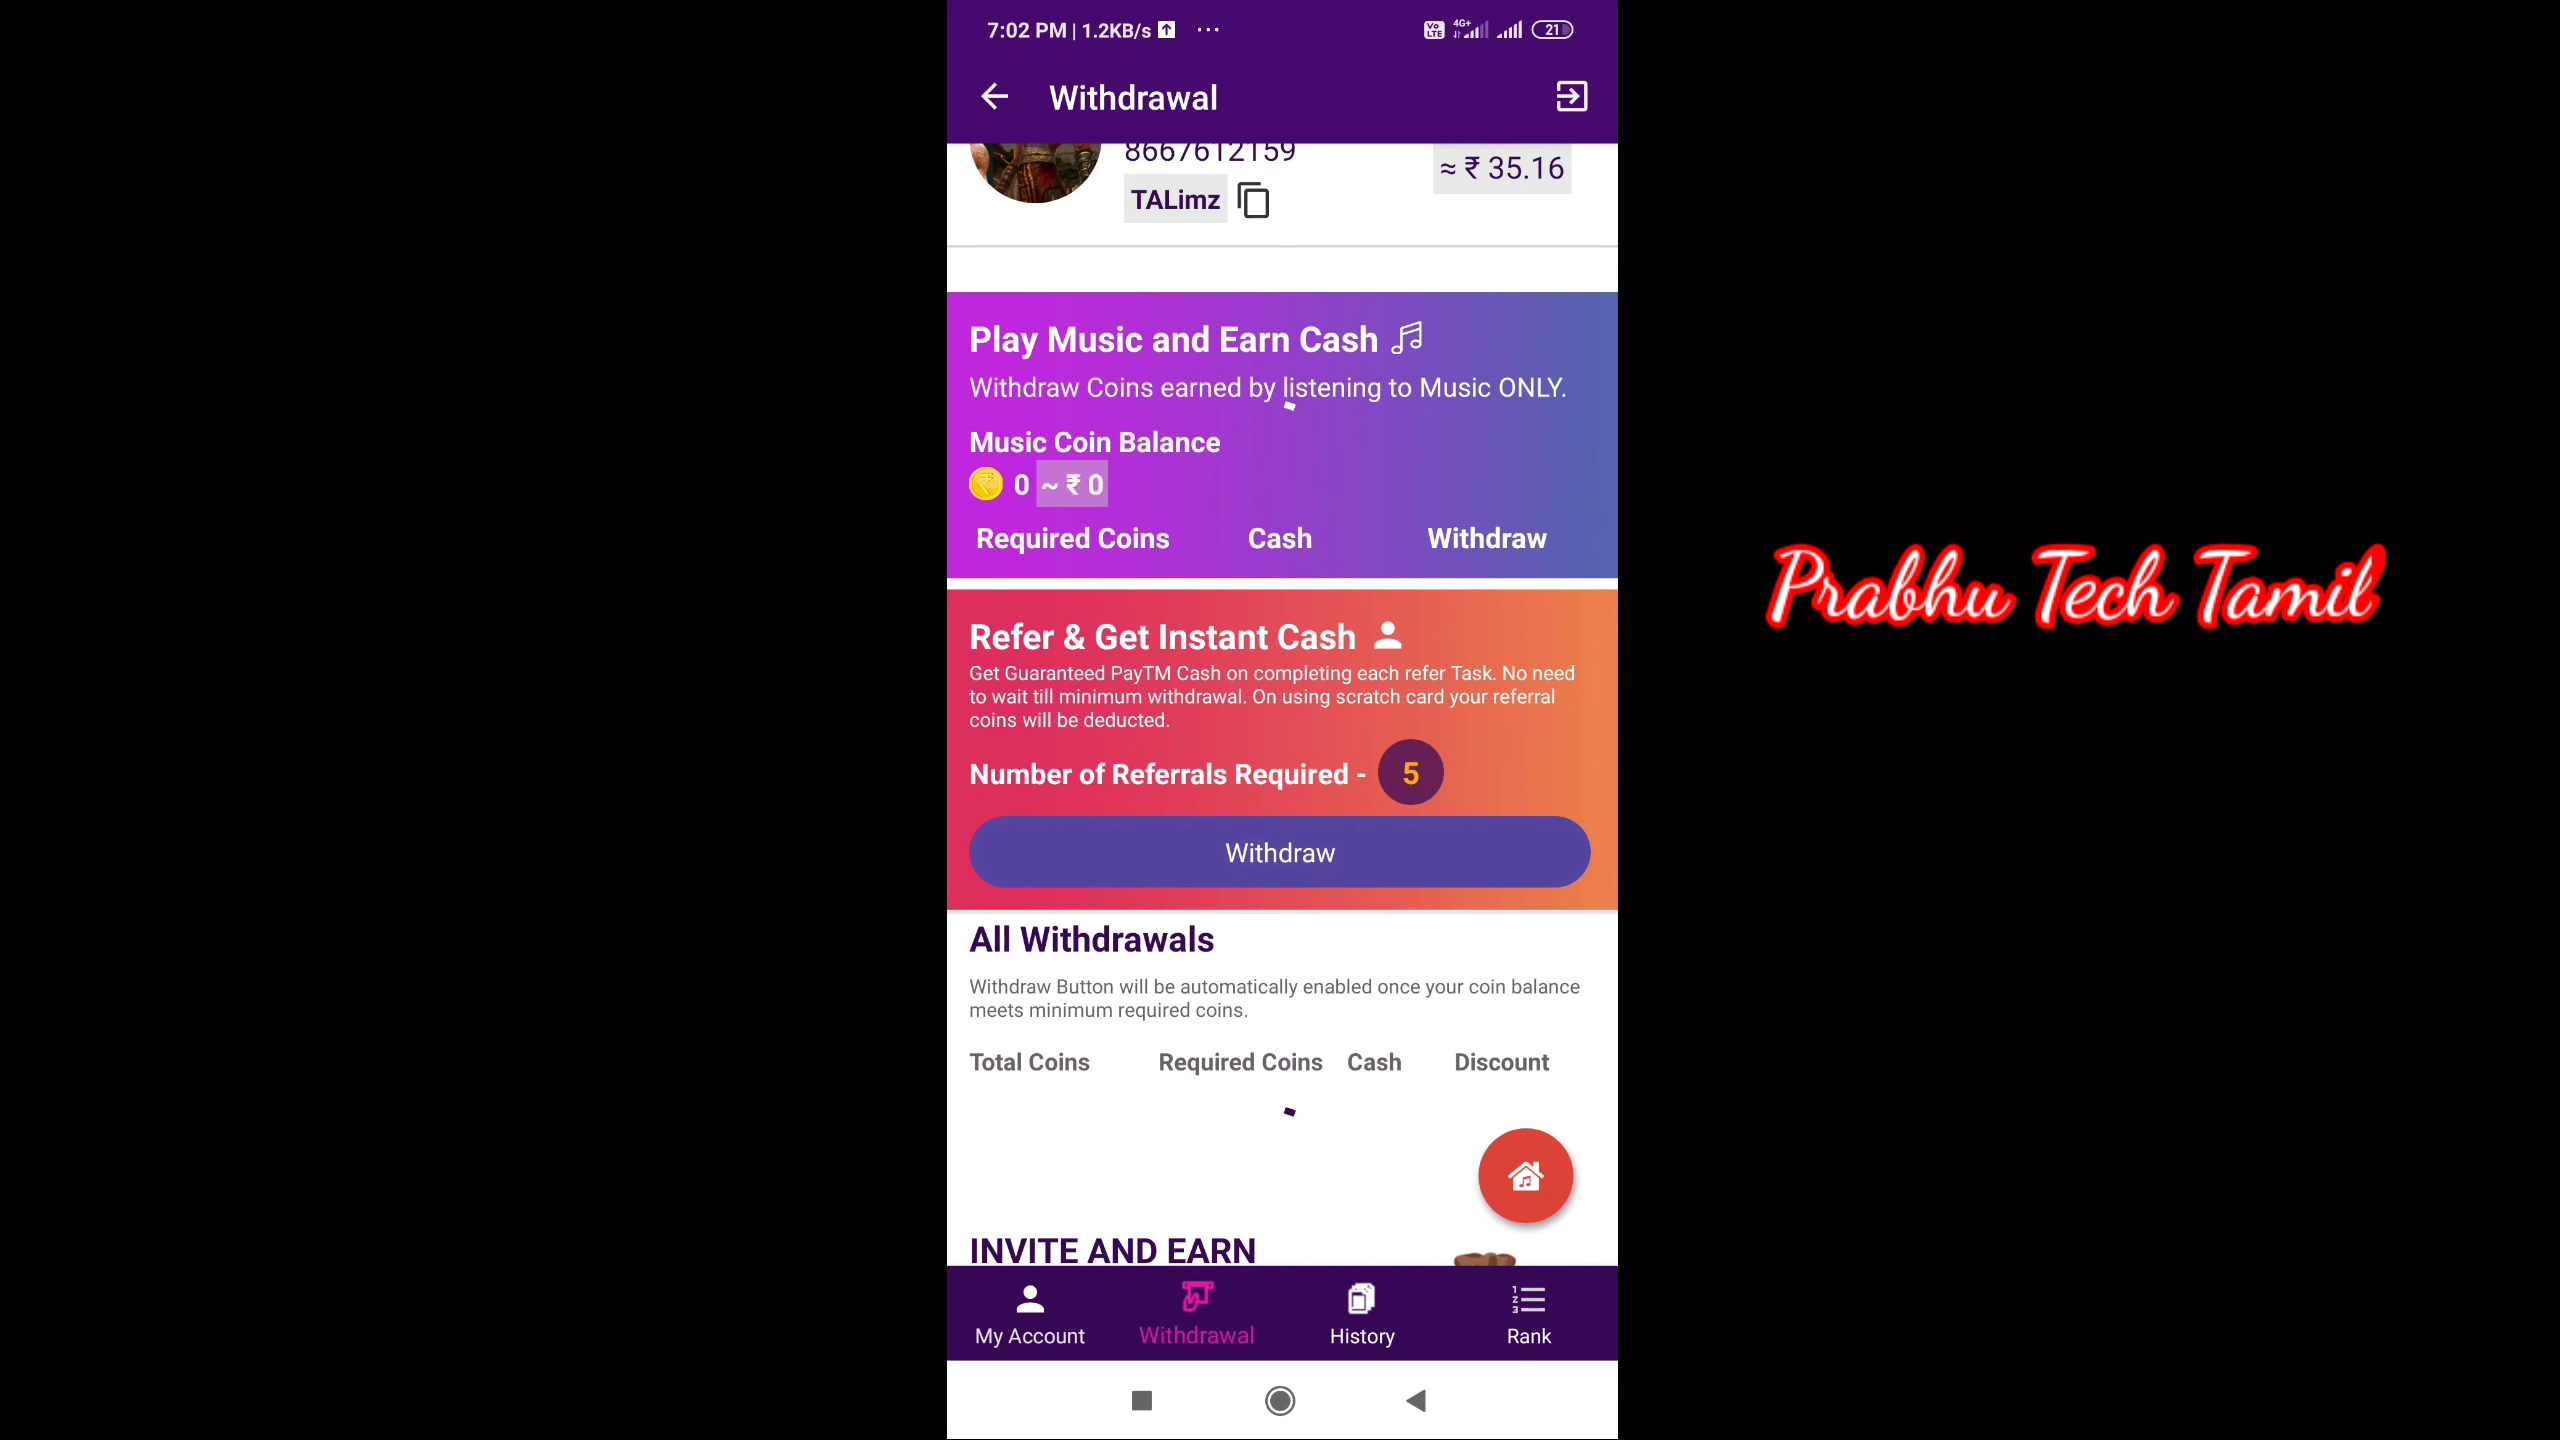 7:02 PM | 1.2KB/s ...
Vo LTE 4G+ 21
Withdrawal
8667612159
≈ ₹ 35.16
TALimz
Play Music and Earn Cash
Withdraw Coins earned by listening to Music ONLY.
Music Coin Balance
0 ~ ₹ 0
Required Coins Cash Withdraw
Refer & Get Instant Cash
Get Guaranteed PayTM Cash on completing each refer Task. No need
to wait till minimum withdrawal. On using scratch card your referral
coins will be deducted.
Number of Referrals Required - 5
Withdraw
All Withdrawals
Withdraw Button will be automatically enabled once your coin balance
meets minimum required coins.
Total Coins Required Coins Cash Discount
INVITE AND EARN
My Account Withdrawal History Rank
Prabhu Tech Tamil